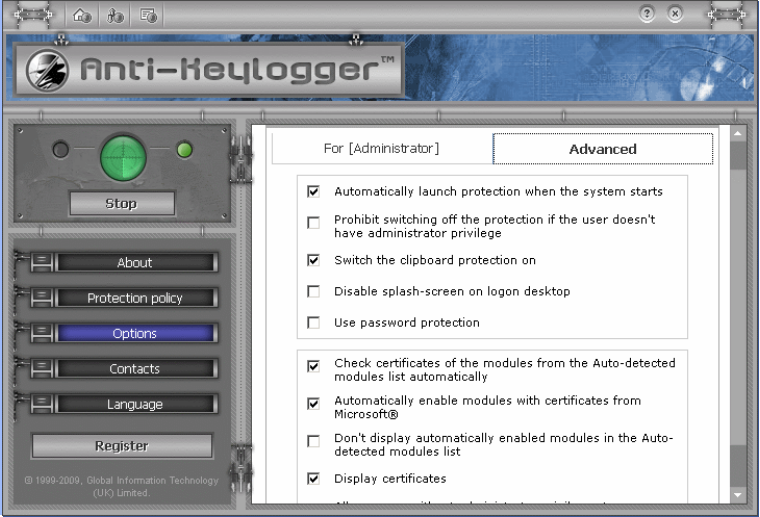 Anti-Keylogger™
Stop
About
Protection policy
Options
Contacts
Language
Register
© 1999-2009, Global Information Technology
(UK) Limited.
For [Administrator]
Advanced
Automatically launch protection when the system starts
Prohibit switching off the protection if the user doesn't
have administrator privilege
Switch the clipboard protection on
Disable splash-screen on logon desktop
Use password protection
Check certificates of the modules from the Auto-detected
modules list automatically
Automatically enable modules with certificates from
Microsoft®
Don't display automatically enabled modules in the Auto-
detected modules list
Display certificates